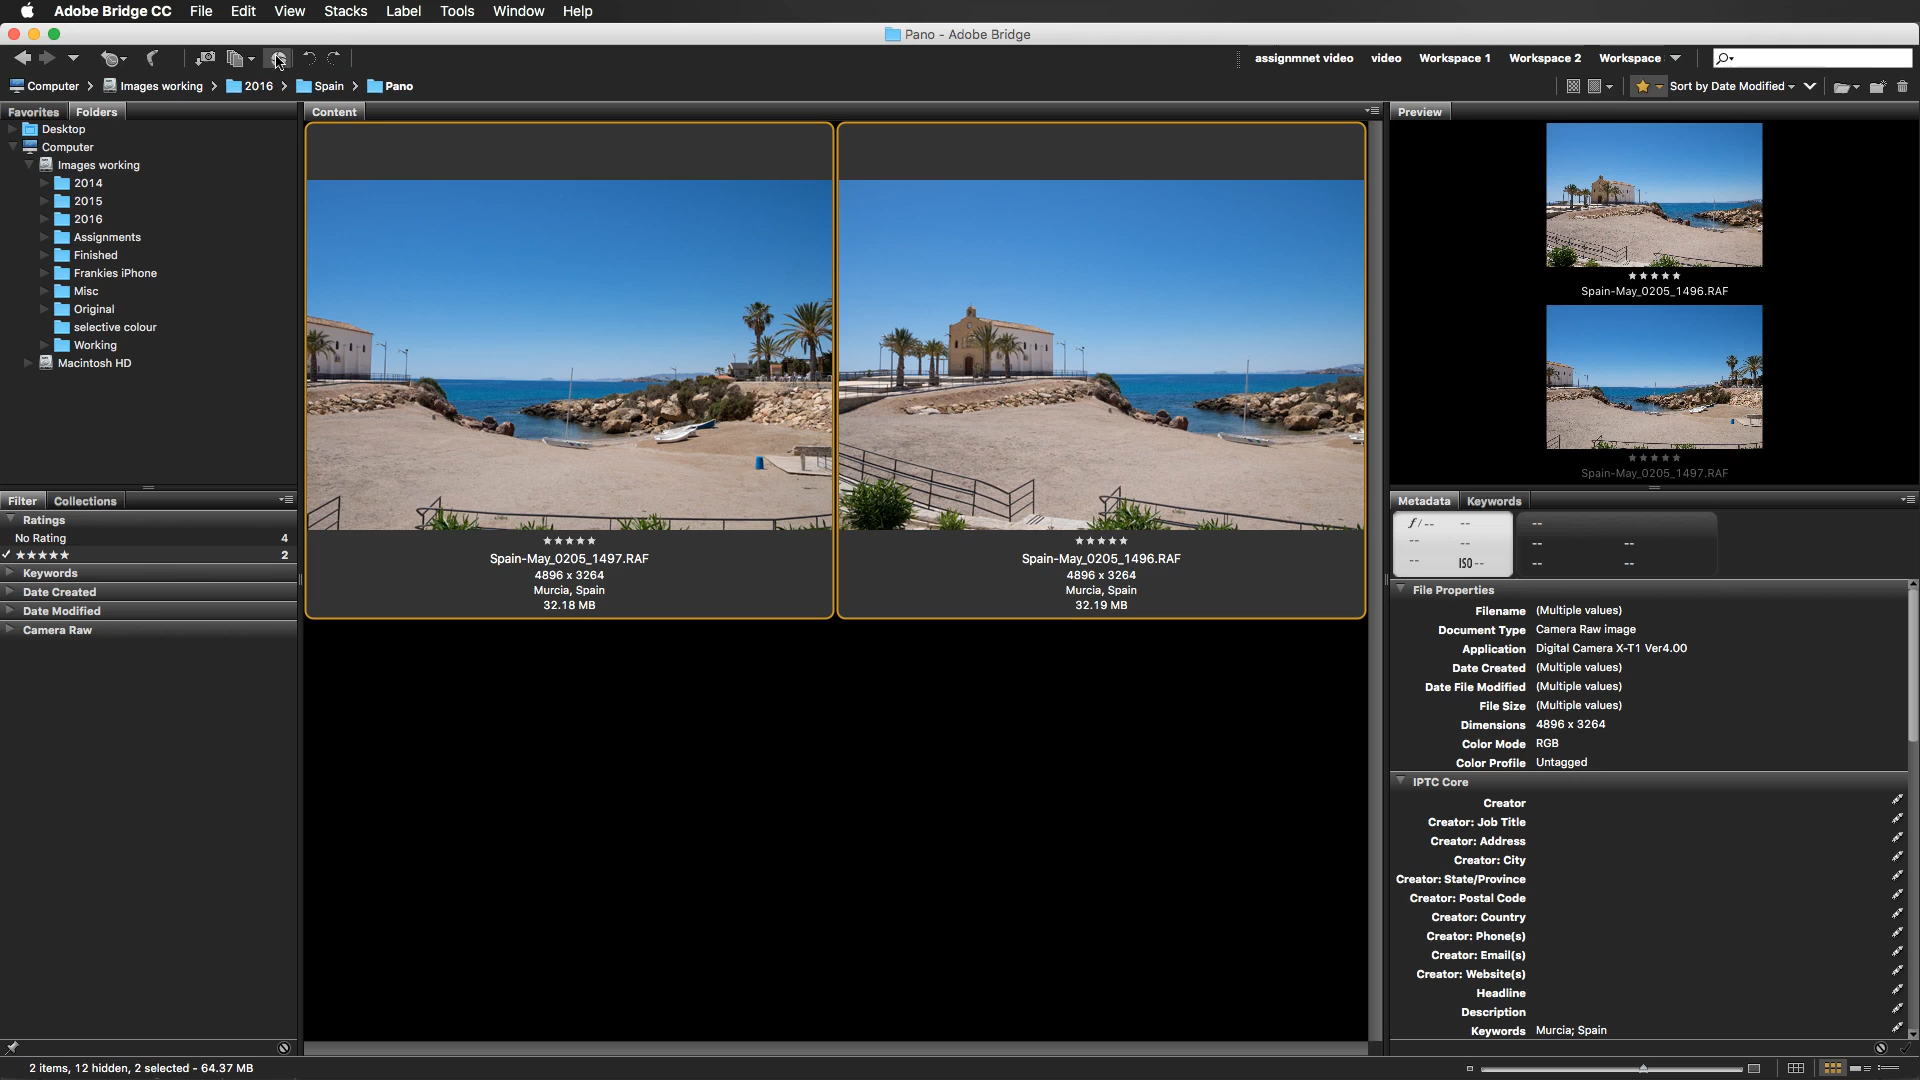 Adobe Bridge CC File Edit View Stacks Label Tools Window Help
Pano - Adobe Bridge
assignmnet video video Workspace 1 Workspace 2 Workspace
Computer Images working 2016 Spain Pano
Sort by Date Modified
Favorites Folders
Desktop
Computer
Images working
2014
2015
2016
Assignments
Finished
Frankies iPhone
Misc
Original
selective colour
Working
Macintosh HD
Filter Collections
Ratings
No Rating 4
★★★★★ 2
Keywords
Date Created
Date Modified
Camera Raw
Content
★★★★★
Spain-May_0205_1497.RAF
4896 x 3264
Murcia, Spain
32.18 MB
★★★★★
Spain-May_0205_1496.RAF
4896 x 3264
Murcia, Spain
32.19 MB
Preview
★★★★★
Spain-May_0205_1496.RAF
★★★★★
Spain-May_0205_1497.RAF
Metadata Keywords
f/-- -- --
-- -- -- --
-- ISO -- -- --
File Properties
Filename (Multiple values)
Document Type Camera Raw image
Application Digital Camera X-T1 Ver4.00
Date Created (Multiple values)
Date File Modified (Multiple values)
File Size (Multiple values)
Dimensions 4896 x 3264
Color Mode RGB
Color Profile Untagged
IPTC Core
Creator
Creator: Job Title
Creator: Address
Creator: City
Creator: State/Province
Creator: Postal Code
Creator: Country
Creator: Phone(s)
Creator: Email(s)
Creator: Website(s)
Headline
Description
Keywords Murcia; Spain
2 items, 12 hidden, 2 selected - 64.37 MB